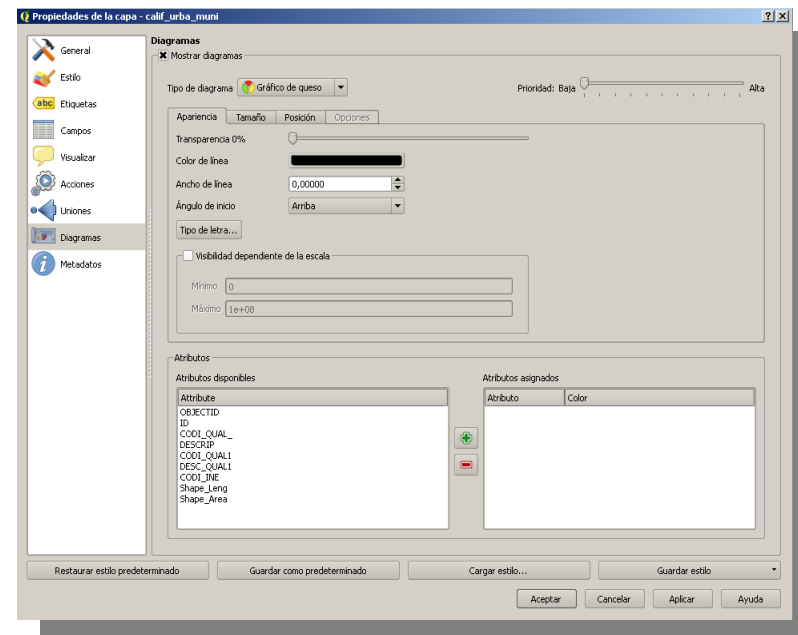 Propiedades de la capa - calif_urba_muni
General
Estilo
abc Etiquetas
Campos
Visualizar
Acciones
Uniones
Diagramas
Metadatos
Diagramas
Mostrar diagramas
Tipo de diagrama Gráfico de queso
Prioridad: Baja Alta
Apariencia Tamaño Posición Opciones
Transparencia 0%
Color de línea
Ancho de línea 0,00000
Ángulo de inicio Arriba
Tipo de letra...
Visibilidad dependiente de la escala
Mínimo 0
Máximo 1e+08
Atributos
Atributos disponibles
Attribute
OBJECTID
ID
CODI_QUAL_
DESCRIP
CODI_QUAL1
DESC_QUAL1
CODI_INE
Shape_Leng
Shape_Area
Atributos asignados
Atributo Color
Restaurar estilo predeterminado Guardar como predeterminado Cargar estilo... Guardar estilo
Aceptar Cancelar Aplicar Ayuda